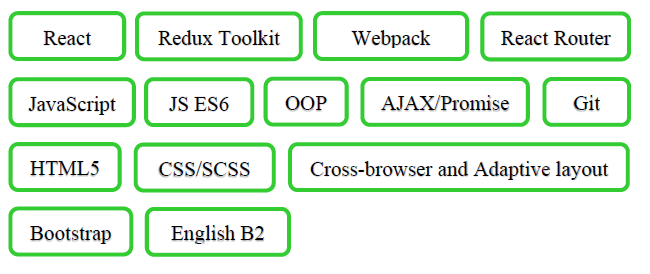 React Redux Toolkit Webpack React Router
JavaScript JS ES6 OOP AJAX/Promise Git
HTML5 CSS/SCSS Cross-browser and Adaptive layout
Bootstrap English B2